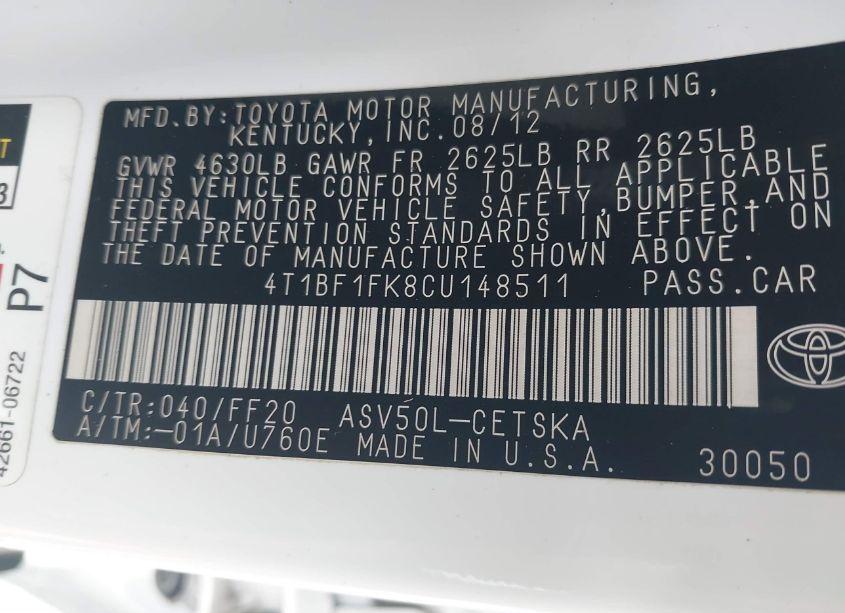 MFD.BY:TOYOTA MOTOR MANUFACTURING,
KENTUCKY,INC.08/12
GVWR 4630LB GAWR FR 2625LB RR 2625LB
THIS VEHICLE CONFORMS TO ALL APPLICABLE
FEDERAL MOTOR VEHICLE SAFETY,BUMPER,AND
THEFT PREVENTION STANDARDS IN EFFECT ON
THE DATE OF MANUFACTURE SHOWN ABOVE.
4T1BF1FK8CU148511 PASS.CAR
C/TR:040/FF20 ASV50L-CETSKA
A/TM:-01A/U760E MADE IN U.S.A. 30050
P7
42661-06722